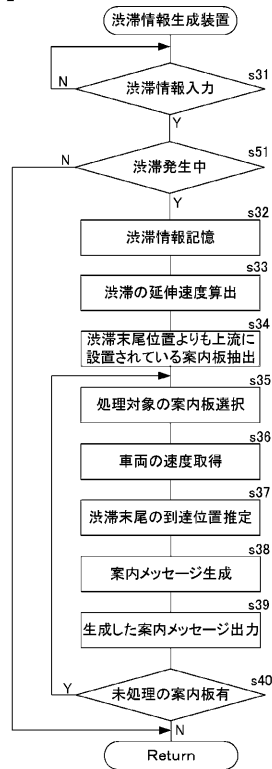 渋滞情報生成装置
s31
渋滞情報入力
N
Y
s51
渋滞発生中
N
Y
s32
渋滞情報記憶
s33
渋滞の延伸速度算出
s34
渋滞末尾位置よりも上流に
設置されている案内板抽出
s35
処理対象の案内板選択
s36
車両の速度取得
s37
渋滞末尾の到達位置推定
s38
案内メッセージ生成
s39
生成した案内メッセージ出力
s40
未処理の案内板有
Y
N
Return